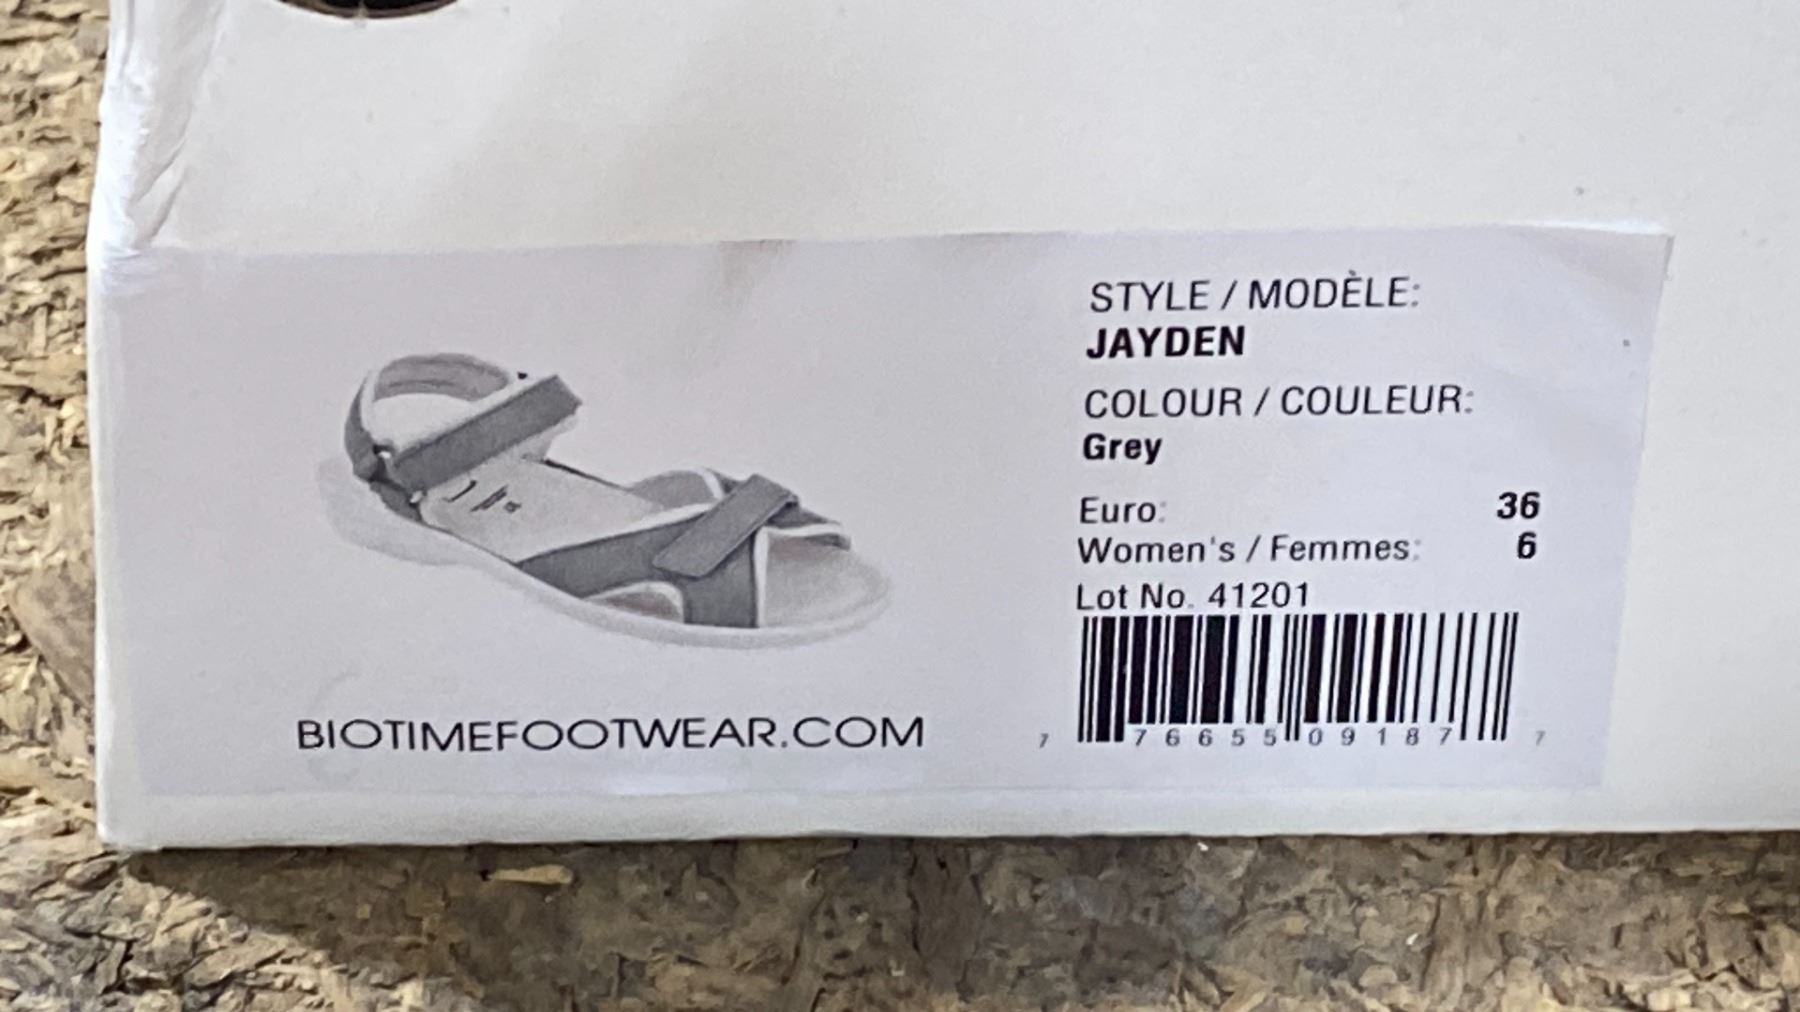 STYLE / MODÈLE:
JAYDEN
COLOUR / COULEUR:
Grey
Euro: 36
Women's / Femmes: 6
Lot No. 41201
7 76655 09187 7
BIOTIMEFOOTWEAR.COM